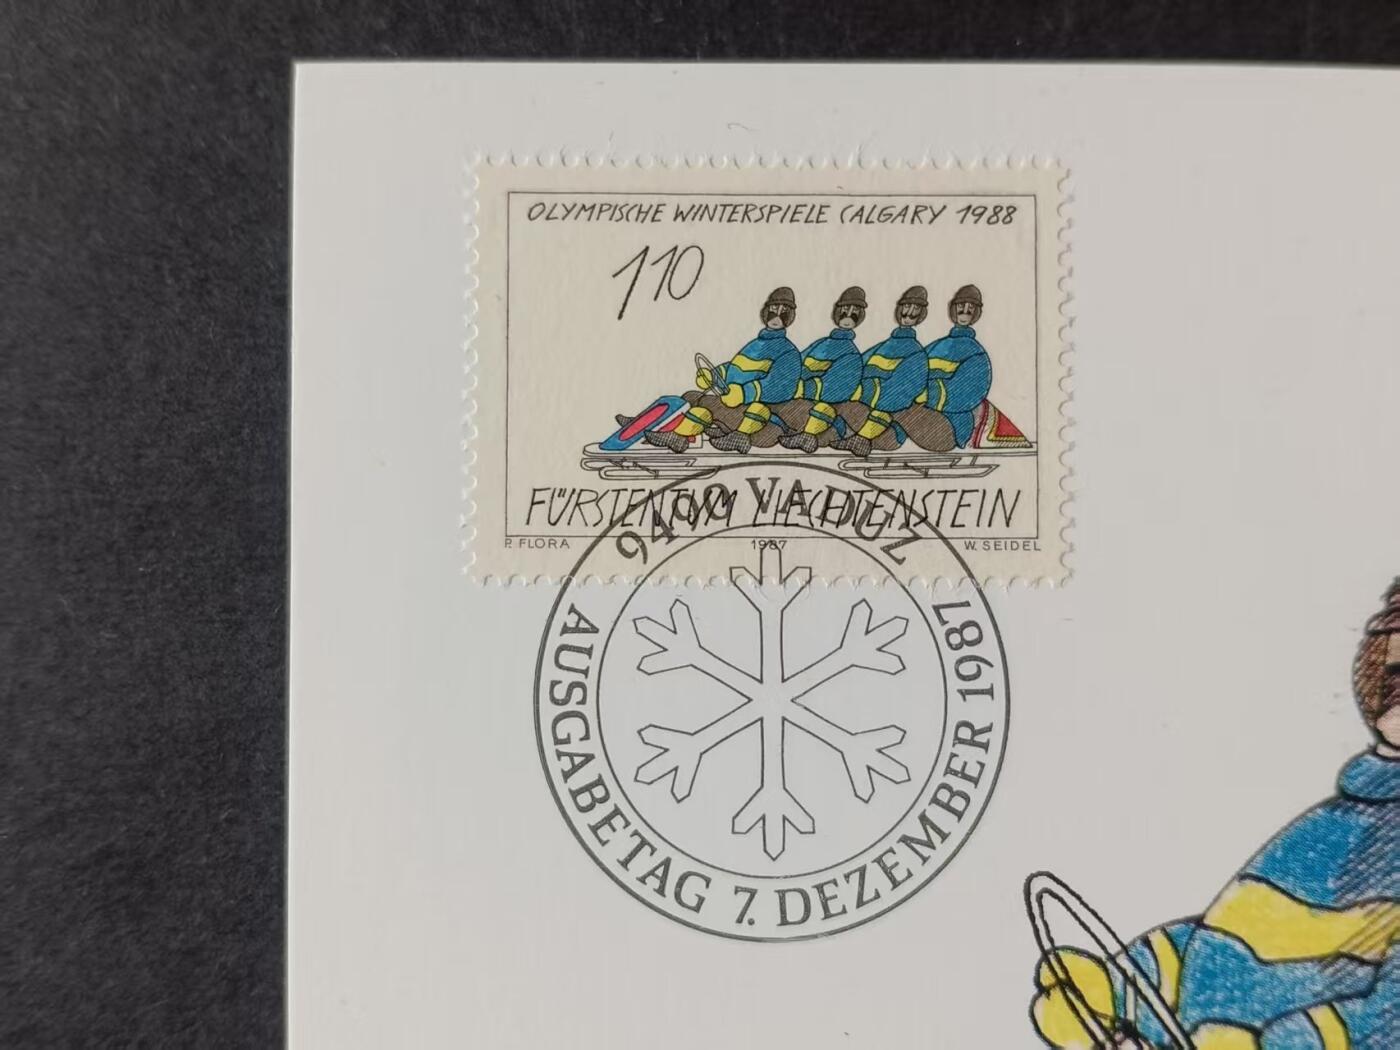 OLYMPISCHE WINTERSPIELE CALGARY 1988
110
FÜRSTENTUM LIECHTENSTEIN
P. FLORA 1987 W. SEIDEL
9490 VADUZ
AUSGABETAG 7. DEZEMBER 1987